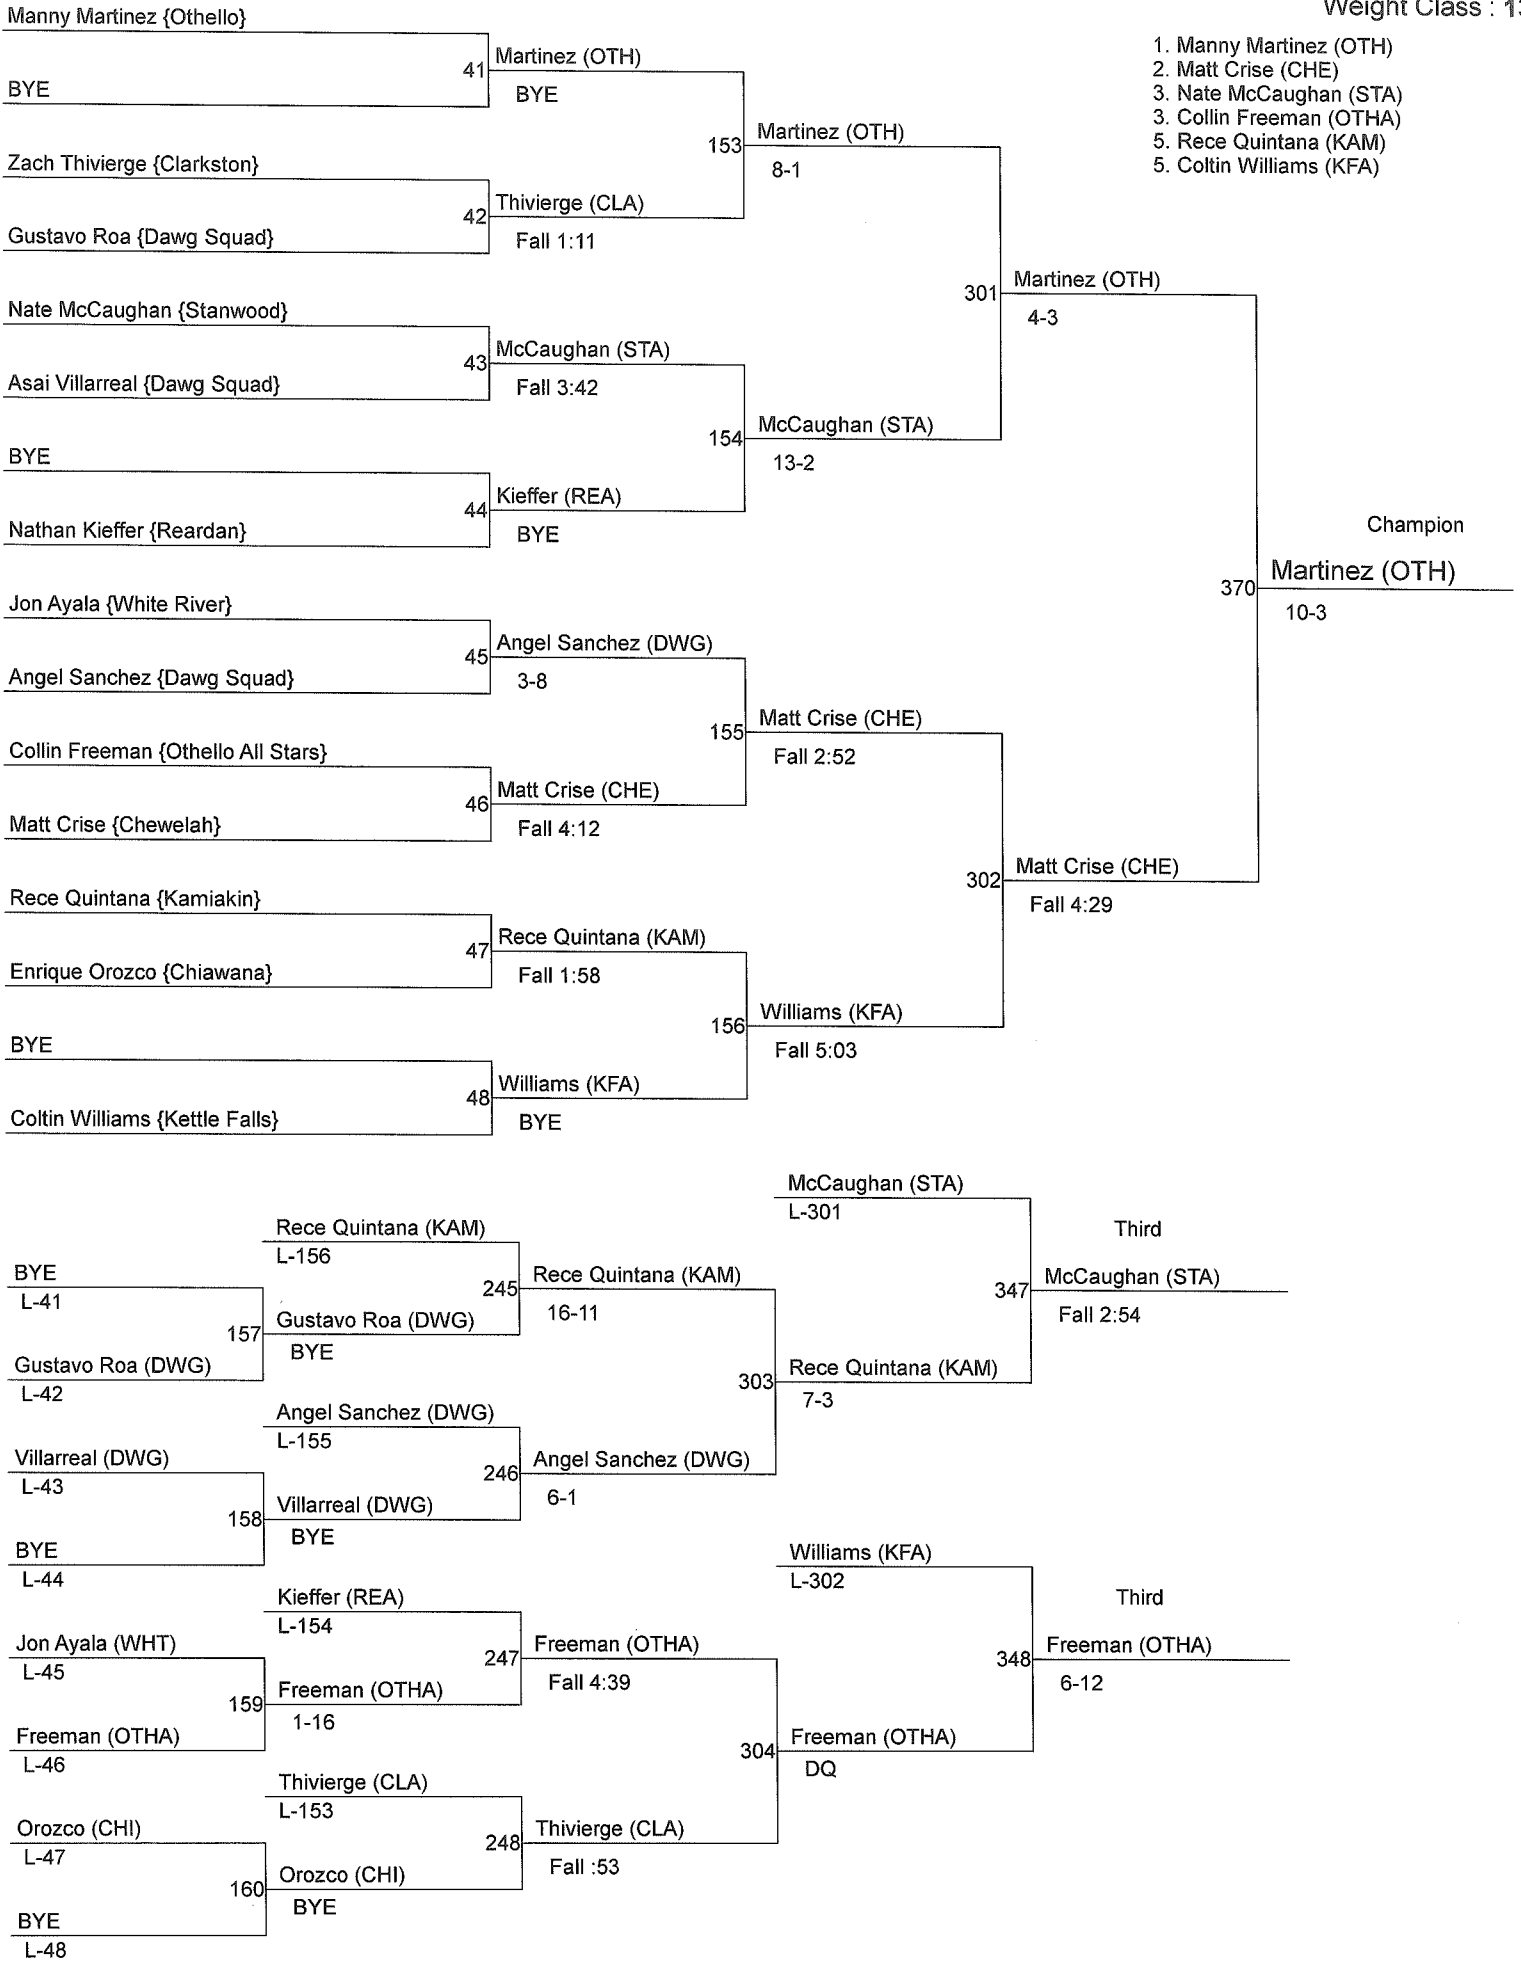 Weight Class : 13
1. Manny Martinez (OTH)
2. Matt Crise (CHE)
3. Nate McCaughan (STA)
3. Collin Freeman (OTHA)
5. Rece Quintana (KAM)
5. Coltin Williams (KFA)
Manny Martinez {Othello}
41
Martinez (OTH)
BYE
BYE
153
Martinez (OTH)
8-1
Zach Thivierge {Clarkston}
42
Thivierge (CLA)
Fall 1:11
Gustavo Roa {Dawg Squad}
301
Martinez (OTH)
4-3
Nate McCaughan {Stanwood}
43
McCaughan (STA)
Fall 3:42
Asai Villarreal {Dawg Squad}
154
McCaughan (STA)
13-2
BYE
44
Kieffer (REA)
BYE
Nathan Kieffer {Reardan}
Champion
370
Martinez (OTH)
10-3
Jon Ayala {White River}
45
Angel Sanchez (DWG)
3-8
Angel Sanchez {Dawg Squad}
155
Matt Crise (CHE)
Fall 2:52
Collin Freeman {Othello All Stars}
46
Matt Crise (CHE)
Fall 4:12
Matt Crise {Chewelah}
302
Matt Crise (CHE)
Fall 4:29
Rece Quintana {Kamiakin}
47
Rece Quintana (KAM)
Fall 1:58
Enrique Orozco {Chiawana}
156
Williams (KFA)
Fall 5:03
BYE
48
Williams (KFA)
BYE
Coltin Williams {Kettle Falls}
McCaughan (STA)
L-301
Third
347
McCaughan (STA)
Fall 2:54
Rece Quintana (KAM)
L-156
245
Rece Quintana (KAM)
16-11
BYE
L-41
157
Gustavo Roa (DWG)
BYE
Gustavo Roa (DWG)
L-42
303
Rece Quintana (KAM)
7-3
Angel Sanchez (DWG)
L-155
246
Angel Sanchez (DWG)
6-1
Villarreal (DWG)
L-43
158
Villarreal (DWG)
BYE
BYE
L-44
Williams (KFA)
L-302
Third
348
Freeman (OTHA)
6-12
Kieffer (REA)
L-154
247
Freeman (OTHA)
Fall 4:39
Jon Ayala (WHT)
L-45
159
Freeman (OTHA)
1-16
Freeman (OTHA)
L-46
304
Freeman (OTHA)
DQ
Thivierge (CLA)
L-153
248
Thivierge (CLA)
Fall :53
Orozco (CHI)
L-47
160
Orozco (CHI)
BYE
BYE
L-48